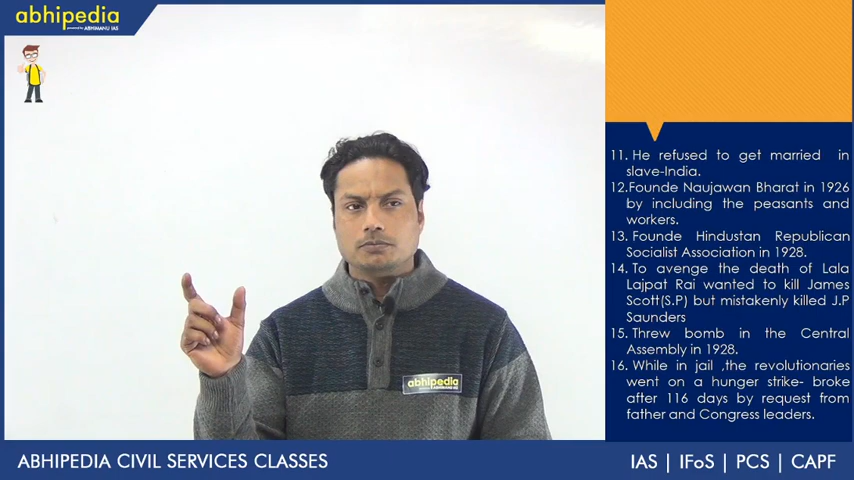 abhipedia
powered by ABHIMANU IAS
11. He refused to get married in
slave-India.
12.Founde Naujawan Bharat in 1926
by including the peasants and
workers.
13. Founde Hindustan Republican
Socialist Association in 1928.
14. To avenge the death of Lala
Lajpat Rai wanted to kill James
Scott(S.P) but mistakenly killed J.P
Saunders
15. Threw bomb in the Central
Assembly in 1928.
16. While in jail ,the revolutionaries
went on a hunger strike- broke
after 116 days by request from
father and Congress leaders.
abhipedia
ABHIPEDIA CIVIL SERVICES CLASSES
IAS | IFoS | PCS | CAPF